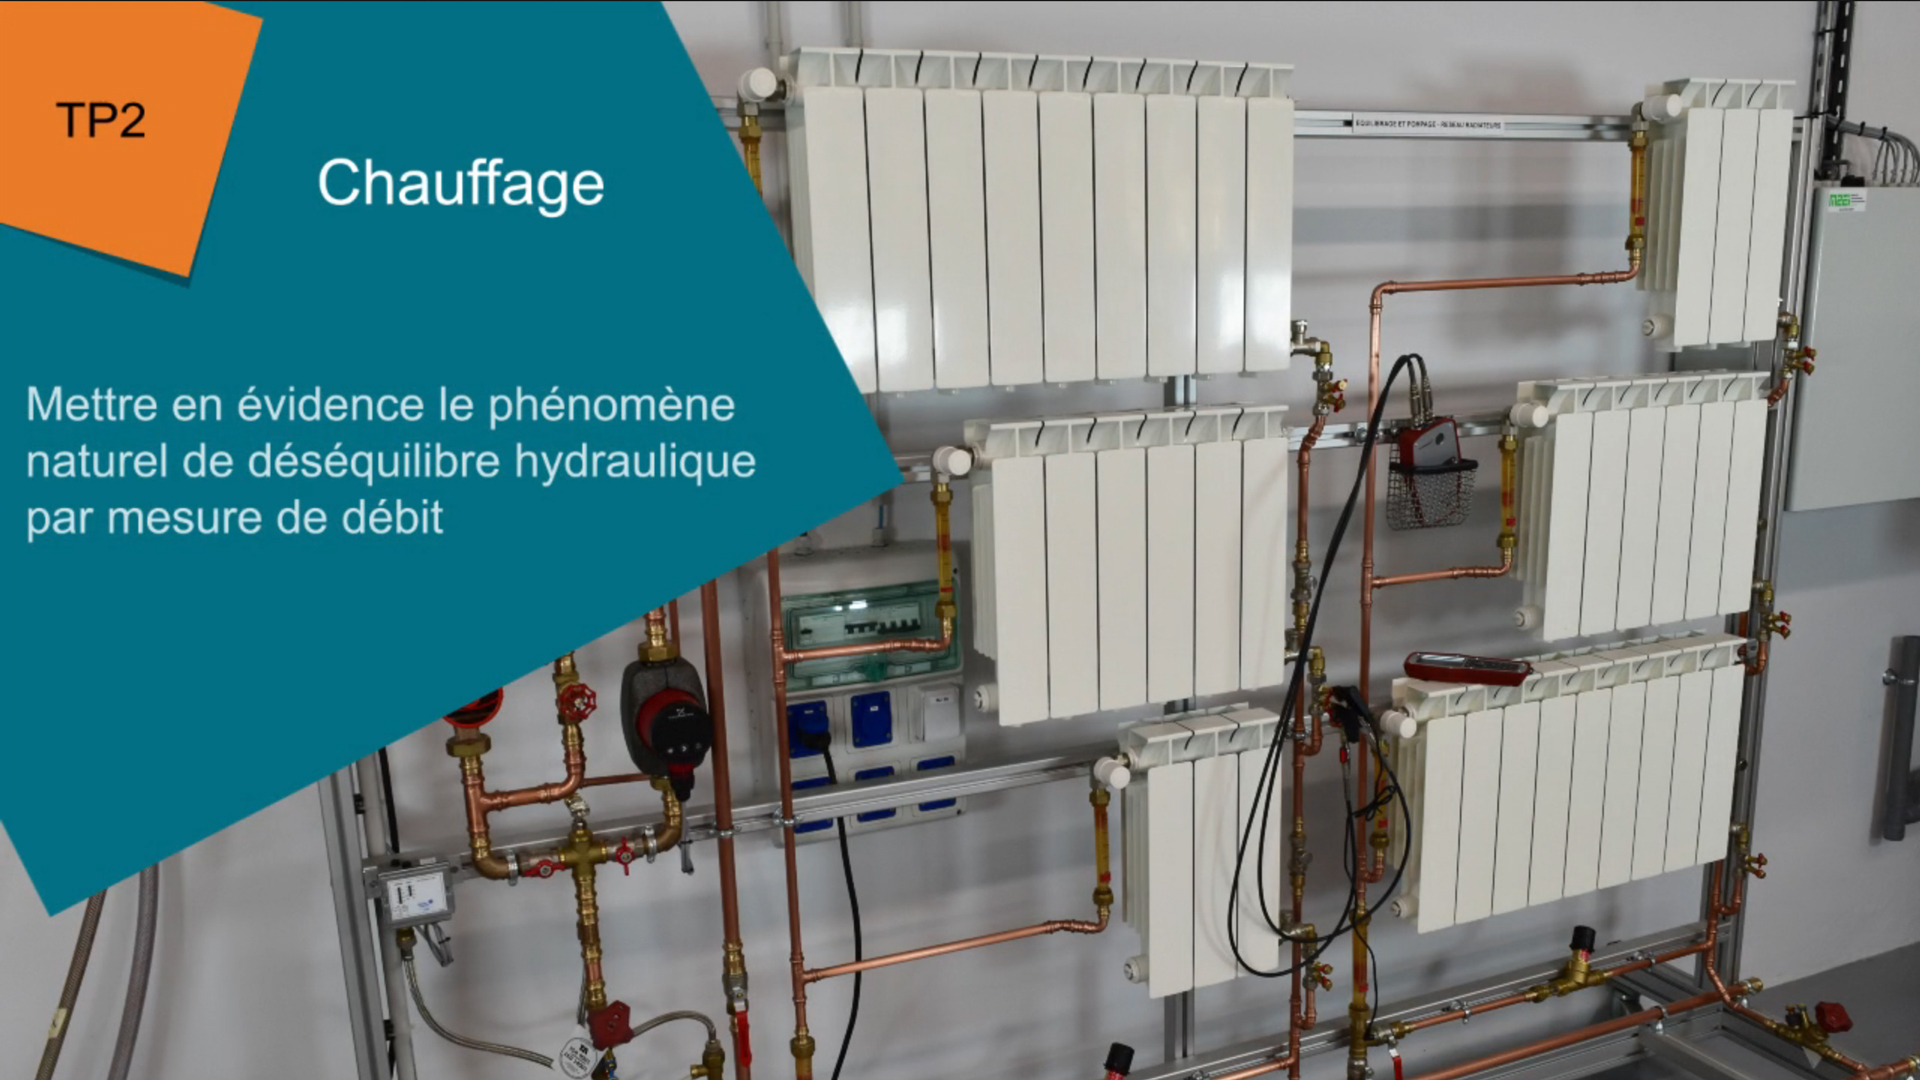 TP2
Chauffage
Mettre en évidence le phénomène
naturel de déséquilibre hydraulique
par mesure de débit
EQUILIBRAGE ET POMPAGE - RESEAU RADIATEURS